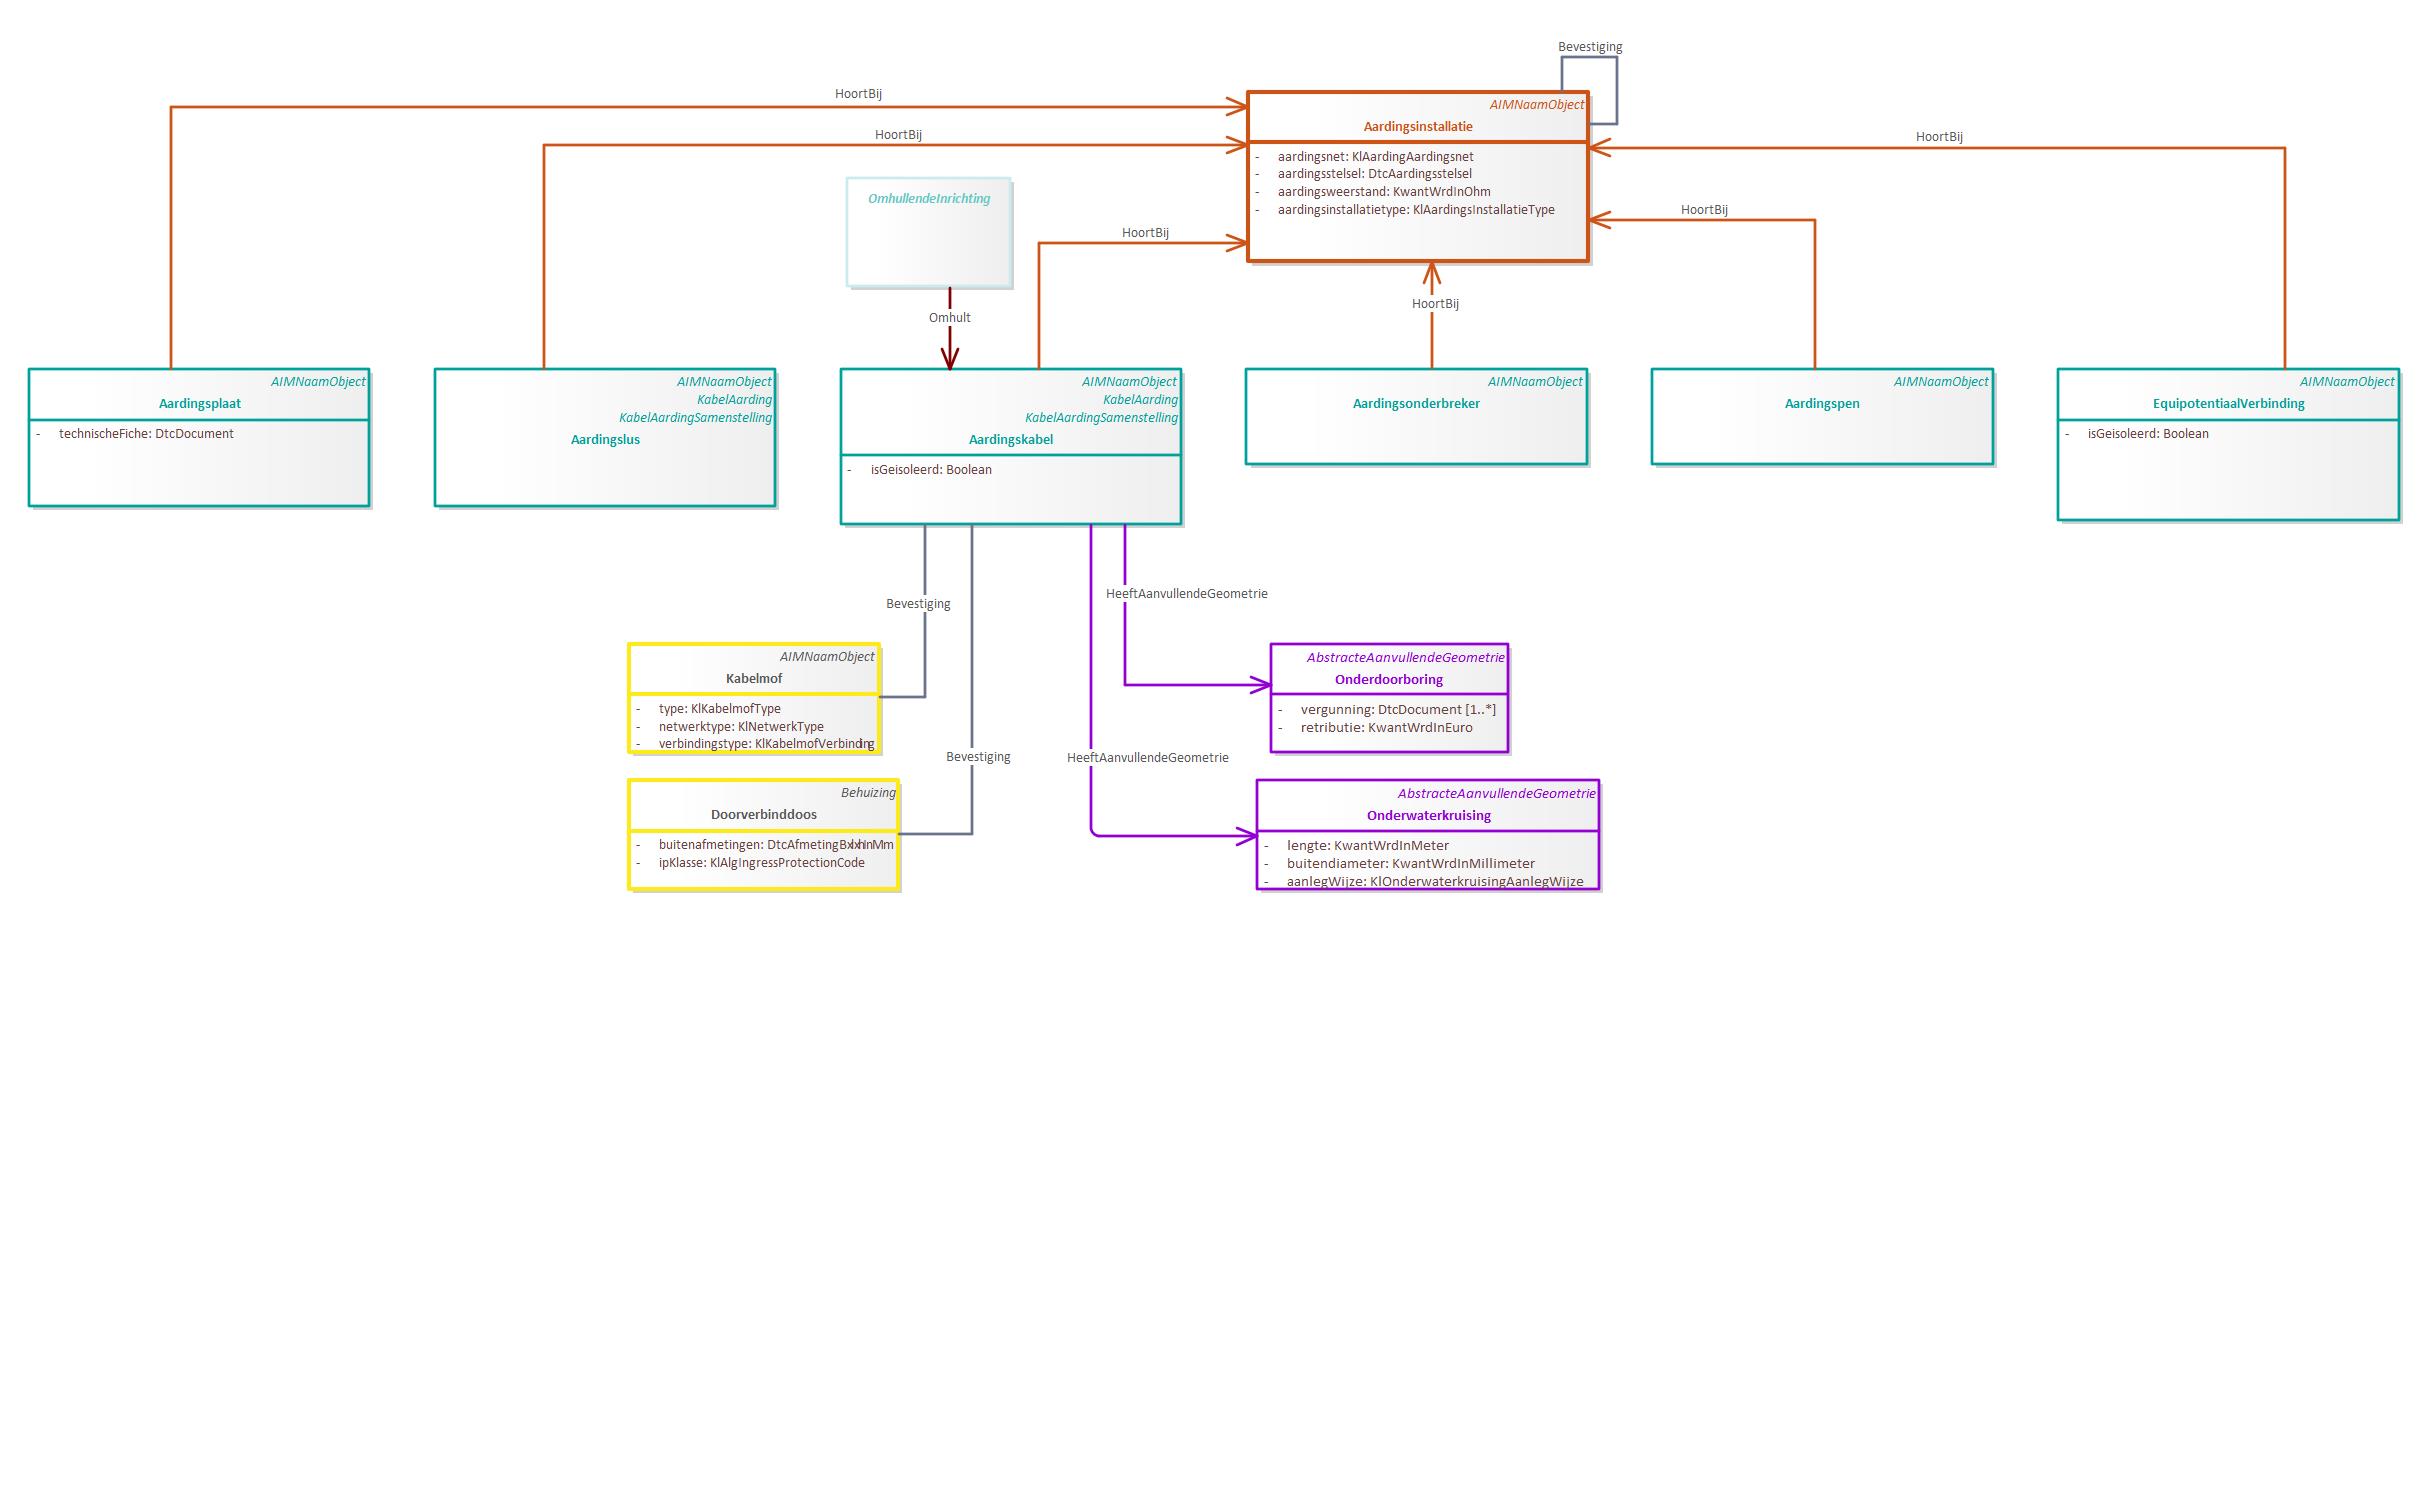 Bevestiging
HoortBij
HoortBij
HoortBij
AIMNaamObject
Aardingsinstallatie
- aardingsnet: KlAardingAardingsnet
- aardingsstelsel: DtcAardingsstelsel
- aardingsweerstand: KwantWrdInOhm
- aardingsinstallatietype: KlAardingsInstallatieType
OmhullendeInrichting
HoortBij
HoortBij
HoortBij
Omhult
AIMNaamObject
Aardingsplaat
- technischeFiche: DtcDocument
AIMNaamObject
KabelAarding
KabelAardingSamenstelling
Aardingslus
AIMNaamObject
KabelAarding
KabelAardingSamenstelling
Aardingskabel
- isGeisoleerd: Boolean
AIMNaamObject
Aardingsonderbreker
AIMNaamObject
Aardingspen
AIMNaamObject
EquipotentiaalVerbinding
- isGeisoleerd: Boolean
Bevestiging
HeeftAanvullendeGeometrie
AIMNaamObject
Kabelmof
- type: KlKabelmofType
- netwerktype: KlNetwerkType
- verbindingstype: KlKabelmofVerbinding
AbstracteAanvullendeGeometrie
Onderdoorboring
- vergunning: DtcDocument [1..*]
- retributie: KwantWrdInEuro
Bevestiging
HeeftAanvullendeGeometrie
Behuizing
Doorverbinddoos
- buitenafmetingen: DtcAfmetingBxlxhInMm
- ipKlasse: KlAlgIngressProtectionCode
AbstracteAanvullendeGeometrie
Onderwaterkruising
- lengte: KwantWrdInMeter
- buitendiameter: KwantWrdInMillimeter
- aanlegWijze: KlOnderwaterkruisingAanlegWijze